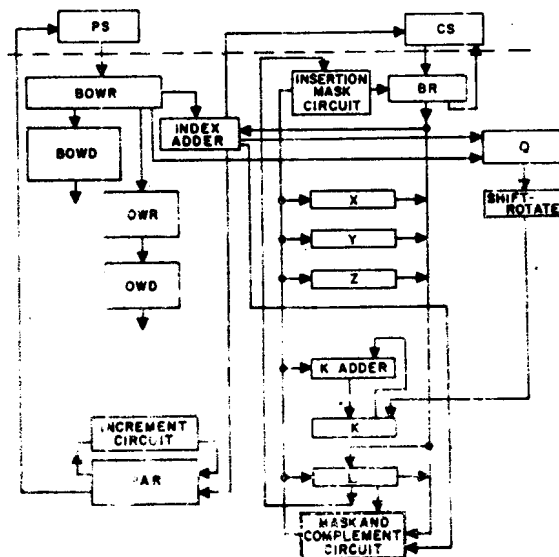 PS
CS
INSERTION
MASK
CIRCUIT
BR
BOWR
INDEX
ADDER
BOWD
Q
SHIFT-
ROTATE
X
OWR
Y
OWD
Z
K ADDER
K
INCREMENT
CIRCUIT
PAR
L
MASK AND
COMPLEMENT
CIRCUIT